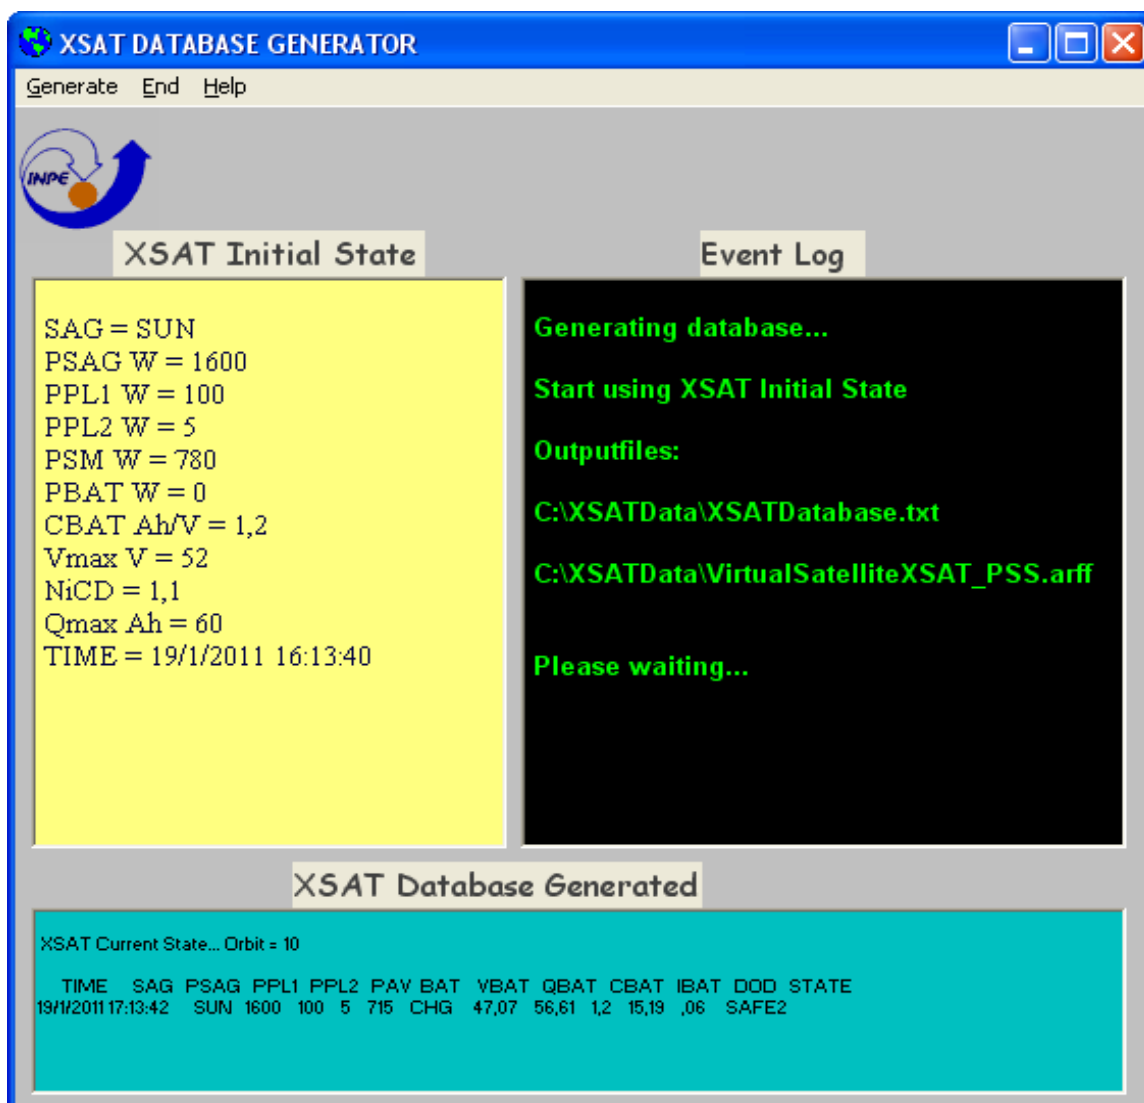 XSAT DATABASE GENERATOR
Generate End Help
INPE
XSAT Initial State
SAG = SUN
PSAG W = 1600
PPL1 W = 100
PPL2 W = 5
PSM W = 780
PBAT W = 0
CBAT Ah/V = 1,2
Vmax V = 52
NiCD = 1,1
Qmax Ah = 60
TIME = 19/1/2011 16:13:40
Event Log
Generating database...
Start using XSAT Initial State
Outputfiles:
C:\XSATData\XSATDatabase.txt
C:\XSATData\VirtualSatelliteXSAT_PSS.arff
Please waiting...
XSAT Database Generated
XSAT Current State... Orbit = 10
TIME SAG PSAG PPL1 PPL2 PAV BAT VBAT QBAT CBAT IBAT DOD STATE
19/1/2011 17:13:42 SUN 1600 100 5 715 CHG 47,07 56,61 1,2 15,19 ,06 SAFE2